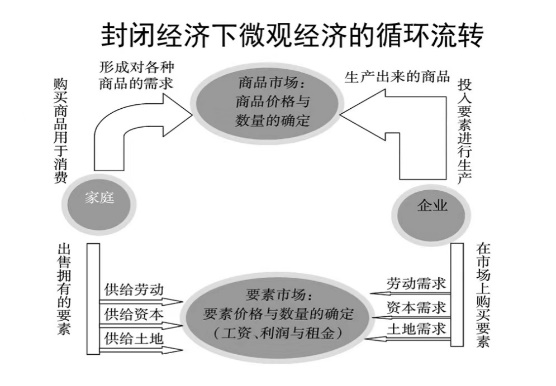 封闭经济下微观经济的循环流转
形成对各种
商品的需求
商品市场：
商品价格与
数量的确定
生产出来的商品
购买商品用于消费
投入要素进行生产
家庭
企业
出售拥有的要素
在市场上购买要素
供给劳动
供给资本
供给土地
要素市场：
要素价格与数量的确定
（工资、利润与租金）
劳动需求
资本需求
土地需求